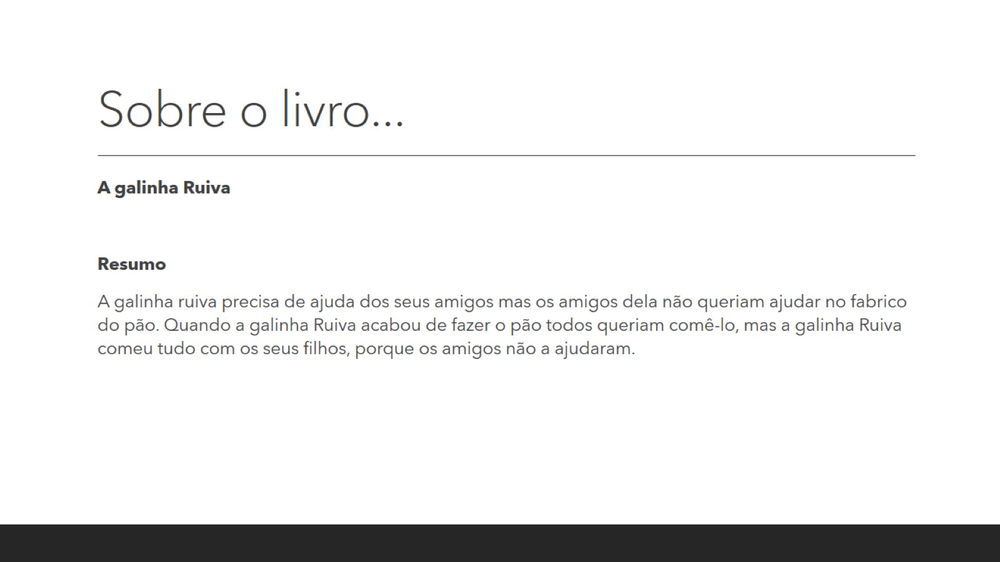 Sobre o livro...
A galinha Ruiva
Resumo
A galinha ruiva precisa de ajuda dos seus amigos mas os amigos dela não queriam ajudar no fabrico
do pão. Quando a galinha Ruiva acabou de fazer o pão todos queriam comê-lo, mas a galinha Ruiva
comeu tudo com os seus filhos, porque os amigos não a ajudaram.